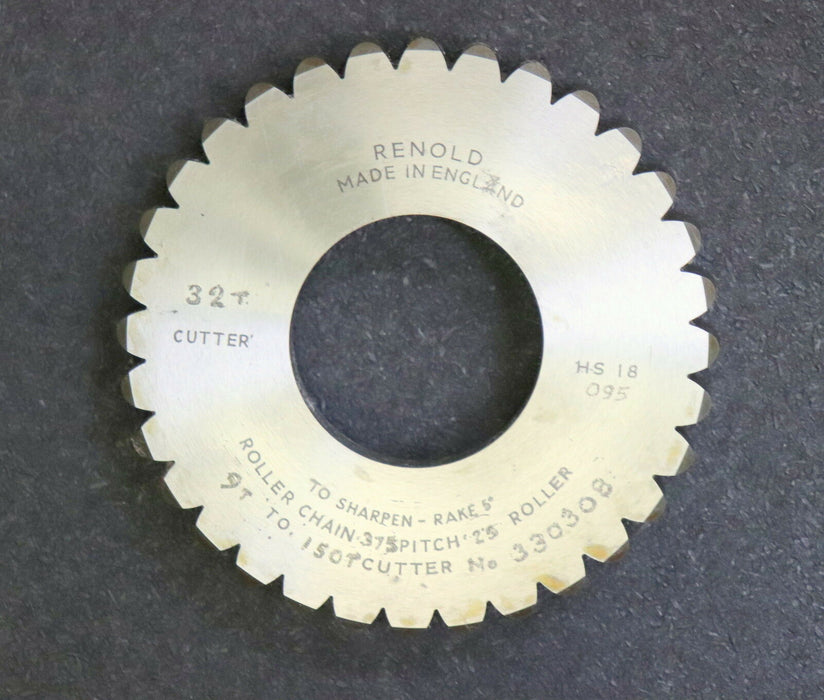 RENOLD
MADE IN ENGLAND
32T
CUTTER
HS 18
095
TO SHARPEN - RAKE 5°
ROLLER CHAIN .375 PITCH .25 ROLLER
9T TO. 150T CUTTER No 330308